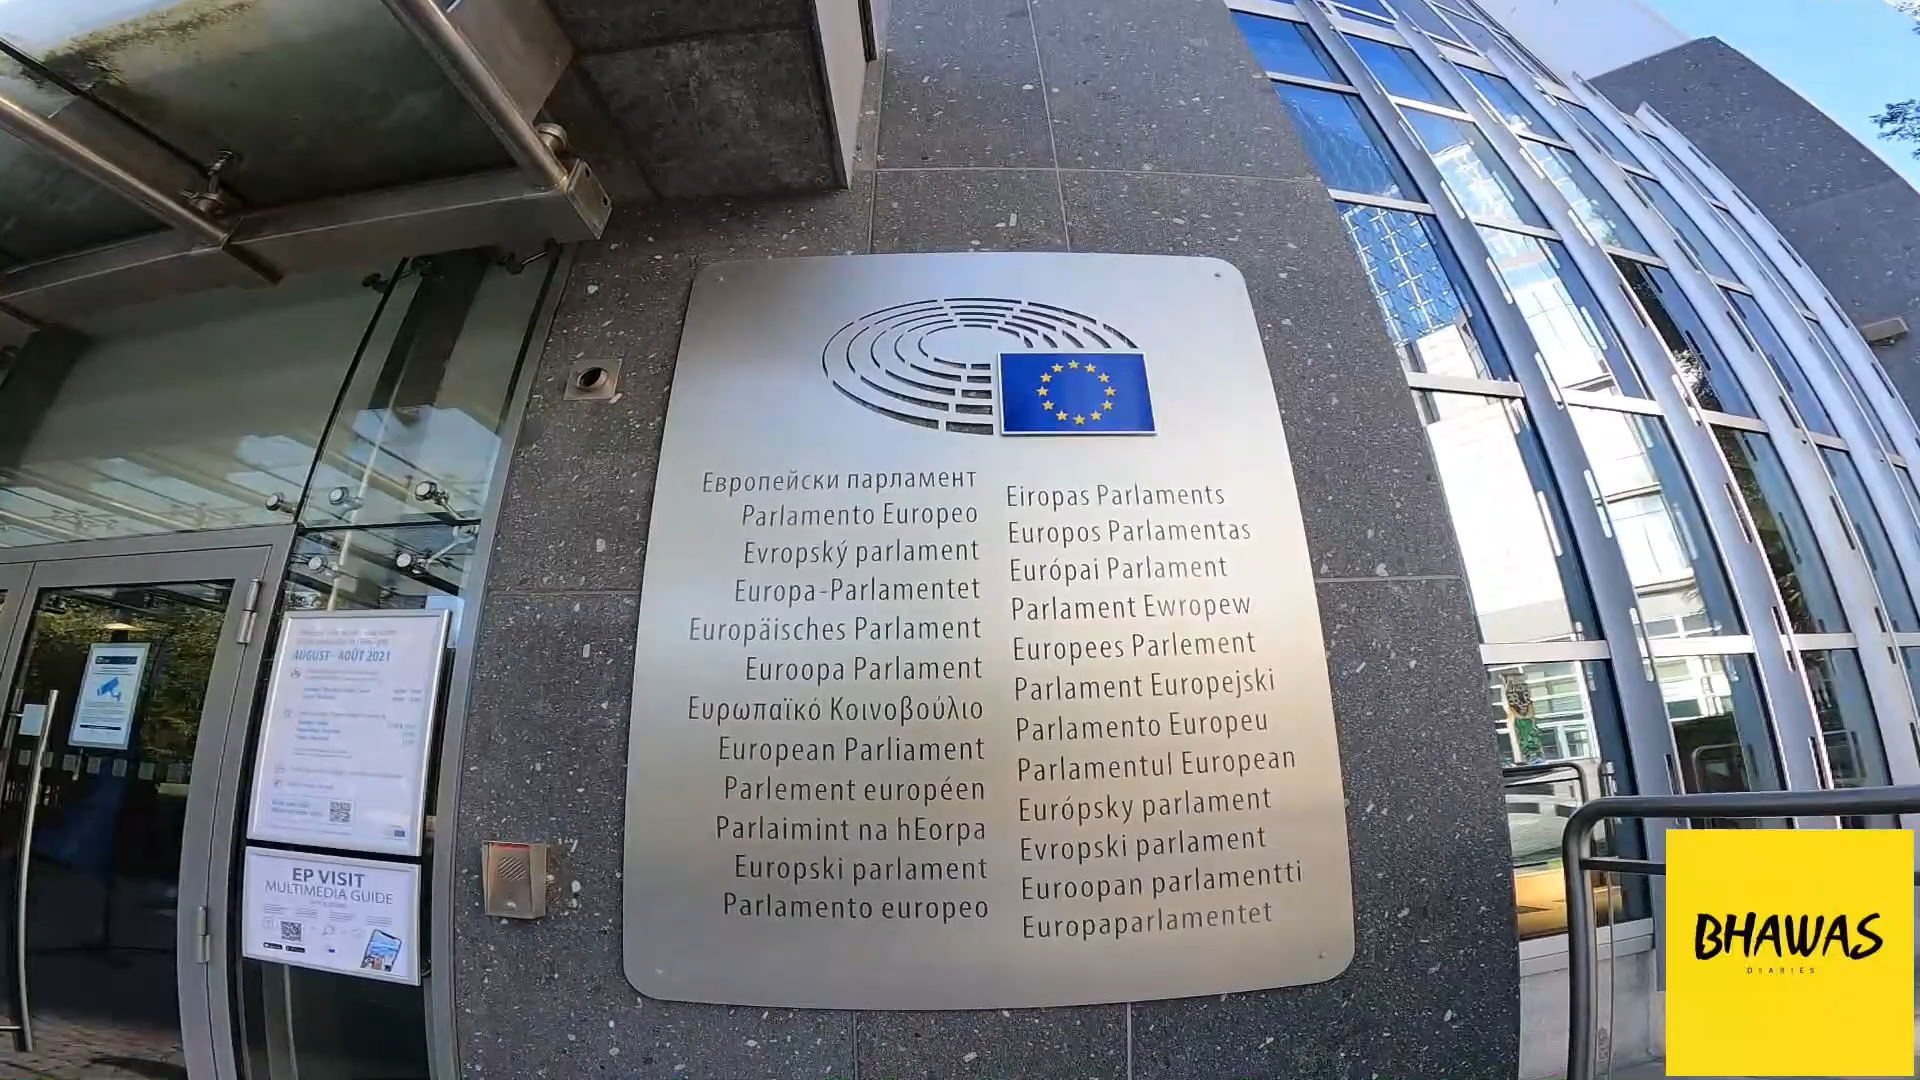 Европейски парламент
Parlamento Europeo
Evropský parlament
Europa-Parlamentet
Europäisches Parlament
Euroopa Parlament
Ευρωπαϊκό Κοινοβούλιο
European Parliament
Parlement européen
Parlaimint na hEorpa
Europski parlament
Parlamento europeo
Eiropas Parlaments
Europos Parlamentas
Európai Parlament
Parlament Ewropew
Europees Parlement
Parlament Europejski
Parlamento Europeu
Parlamentul European
Európsky parlament
Evropski parlament
Euroopan parlamentti
Europaparlamentet
AUGUST - AOÛT 2021
EP VISIT
MULTIMEDIA GUIDE
BHAWAS
DIARIES